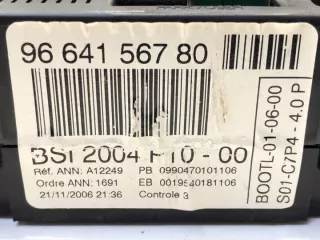 96 641 567 80
BSI 2004 F10 - 00
Réf. ANN: A12249 PB 0990470101106
Ordre ANN: 1691 EB 0019540181106
21/11/2006 21:36 Controle 3
BOOTL-01-06-00
S01-C7P4 - 4.0 P